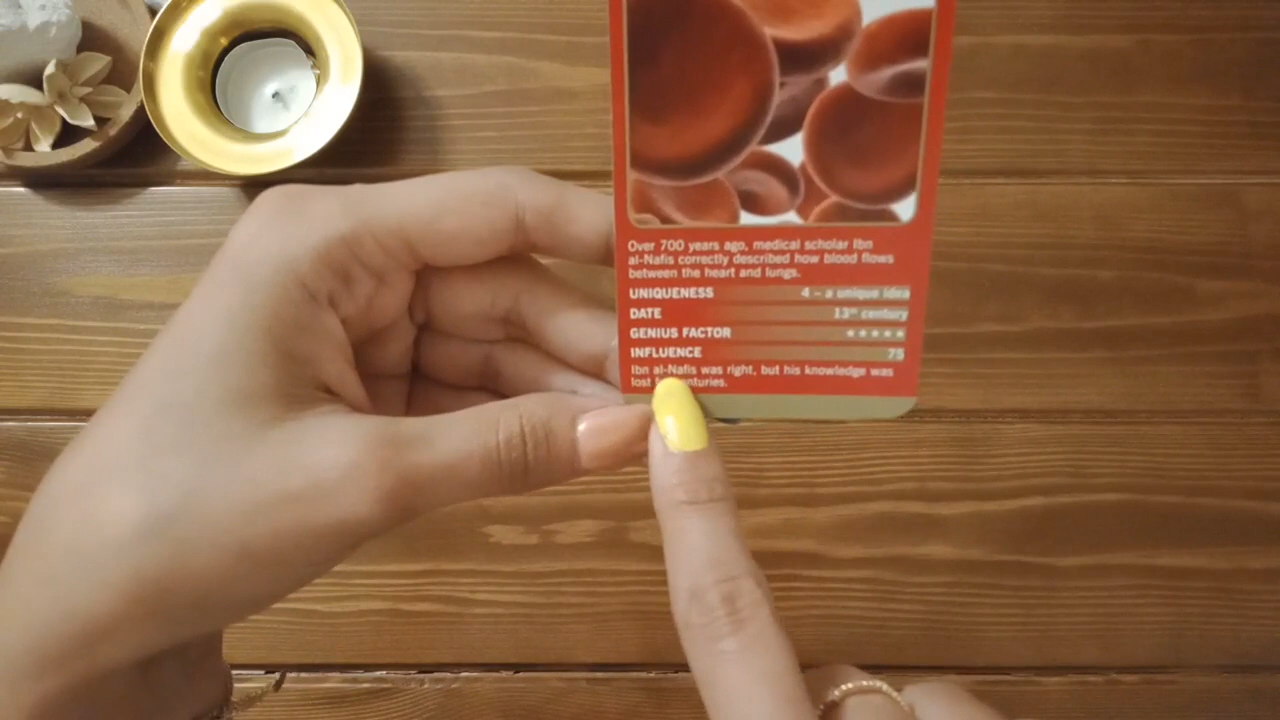 Over 700 years ago, medical scholar Ibn
al-Nafis correctly described how blood flows
between the heart and lungs.
UNIQUENESS 4 – a unique idea
DATE 13th century
GENIUS FACTOR ★★★★★
INFLUENCE 75
Ibn al-Nafis was right, but his knowledge was
lost